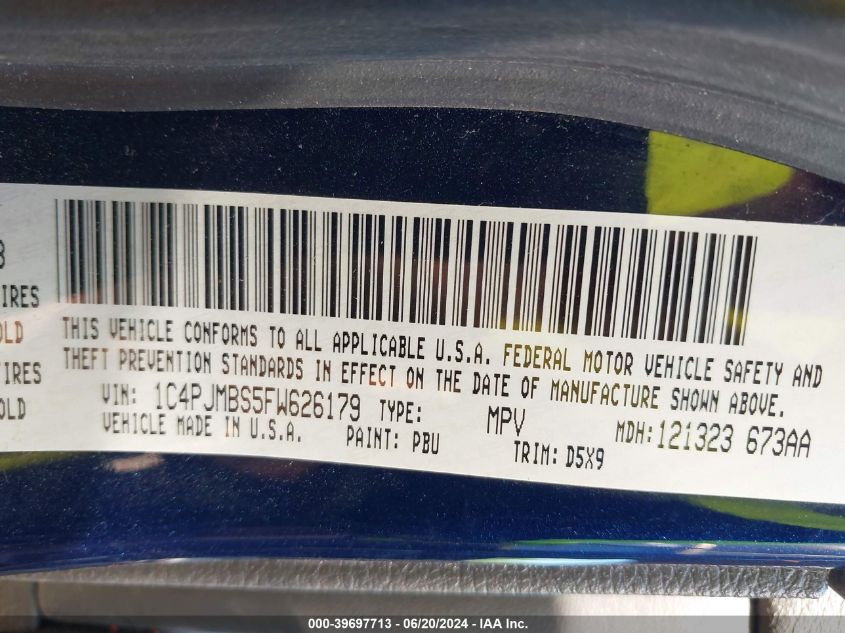 8
IRES
OLD
IRES
OLD
THIS VEHICLE CONFORMS TO ALL APPLICABLE U.S.A. FEDERAL MOTOR VEHICLE SAFETY AND
THEFT PREVENTION STANDARDS IN EFFECT ON THE DATE OF MANUFACTURE SHOWN ABOVE.
VIN: 1C4PJMBS5FW626179 TYPE: MPV MDH:121323 673AA
VEHICLE MADE IN U.S.A. PAINT: PBU TRIM: D5X9
000-39697713 - 06/20/2024 - IAA Inc.